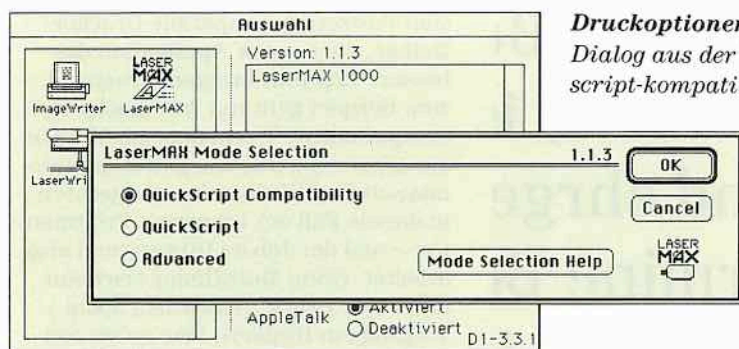 Auswahl
Version: 1.1.3
LaserMAX 1000
LASER
MAX
ImageWriter
LaserMAX
LaserWri
LaserMAX Mode Selection
1.1.3
OK
QuickScript Compatibility
Cancel
QuickScript
Advanced
Mode Selection Help
LASER
MAX
AppleTalk
Aktiviert
Deaktiviert
D1-3.3.1
Druckoptionen
Dialog aus der
script-kompati